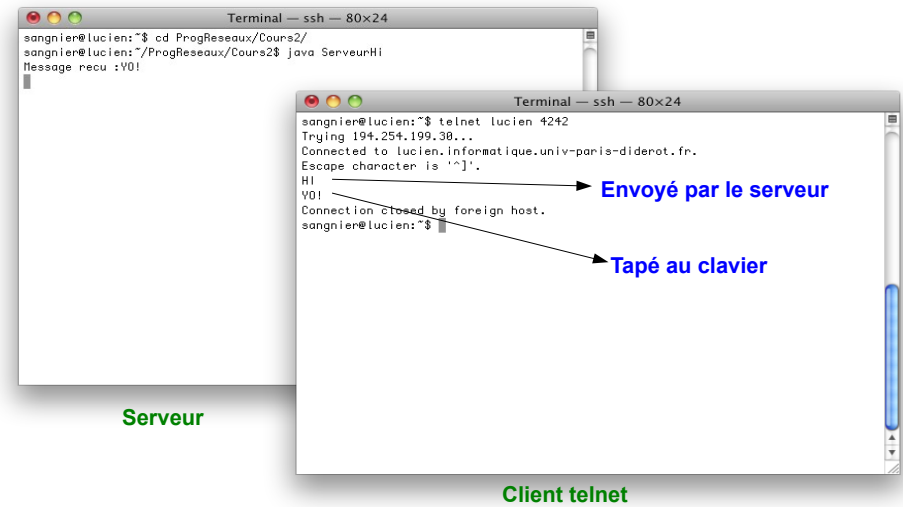 Terminal — ssh — 80×24
sangnier@lucien:~$ cd ProgReseaux/Cours2/
sangnier@lucien:~/ProgReseaux/Cours2$ java ServeurHi
Message recu :YO!
Serveur
Terminal — ssh — 80×24
sangnier@lucien:~$ telnet lucien 4242
Trying 194.254.199.30...
Connected to lucien.informatique.univ-paris-diderot.fr.
Escape character is '^]'.
HI
Envoyé par le serveur
YO!
Connection closed by foreign host.
sangnier@lucien:~$
Tapé au clavier
Client telnet